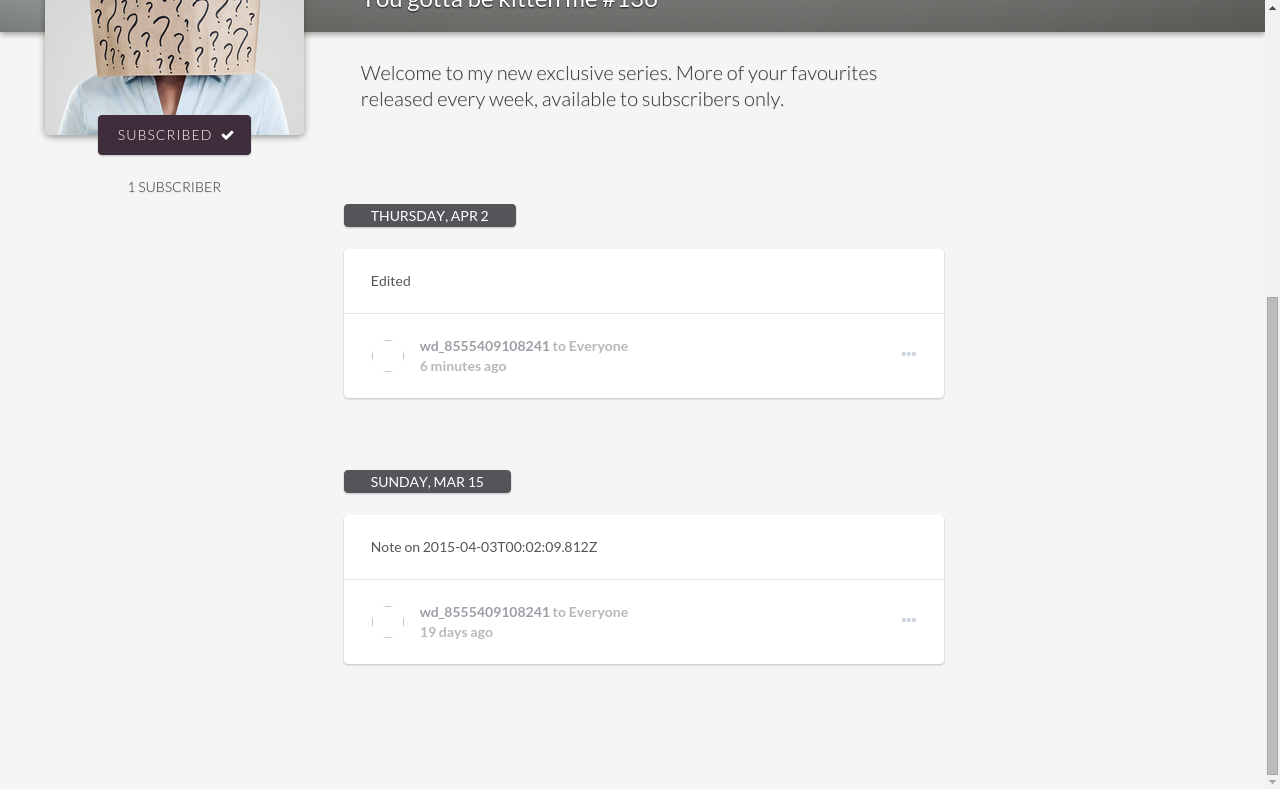 You gotta be kitten me #136
Welcome to my new exclusive series. More of your favourites
released every week, available to subscribers only.
SUBSCRIBED
1 SUBSCRIBER
THURSDAY, APR 2
Edited
wd_8555409108241 to Everyone
6 minutes ago
SUNDAY, MAR 15
Note on 2015-04-03T00:02:09.812Z
wd_8555409108241 to Everyone
19 days ago